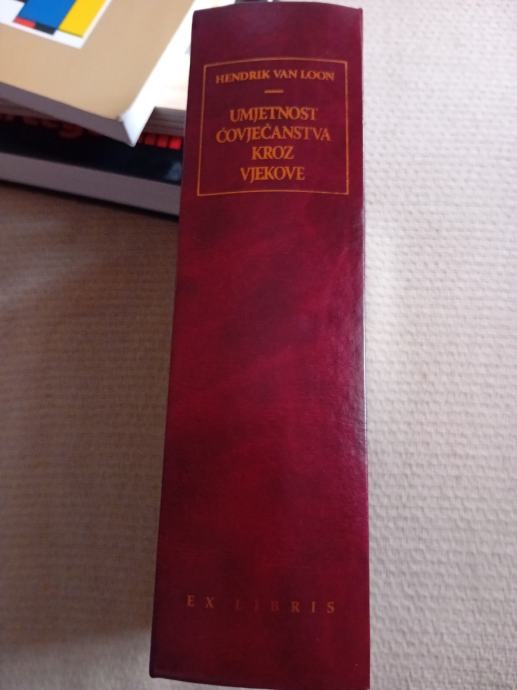 HENDRIK VAN LOON
UMJETNOST
ČOVJEČANSTVA
KROZ
VJEKOVE
EX LIBRIS